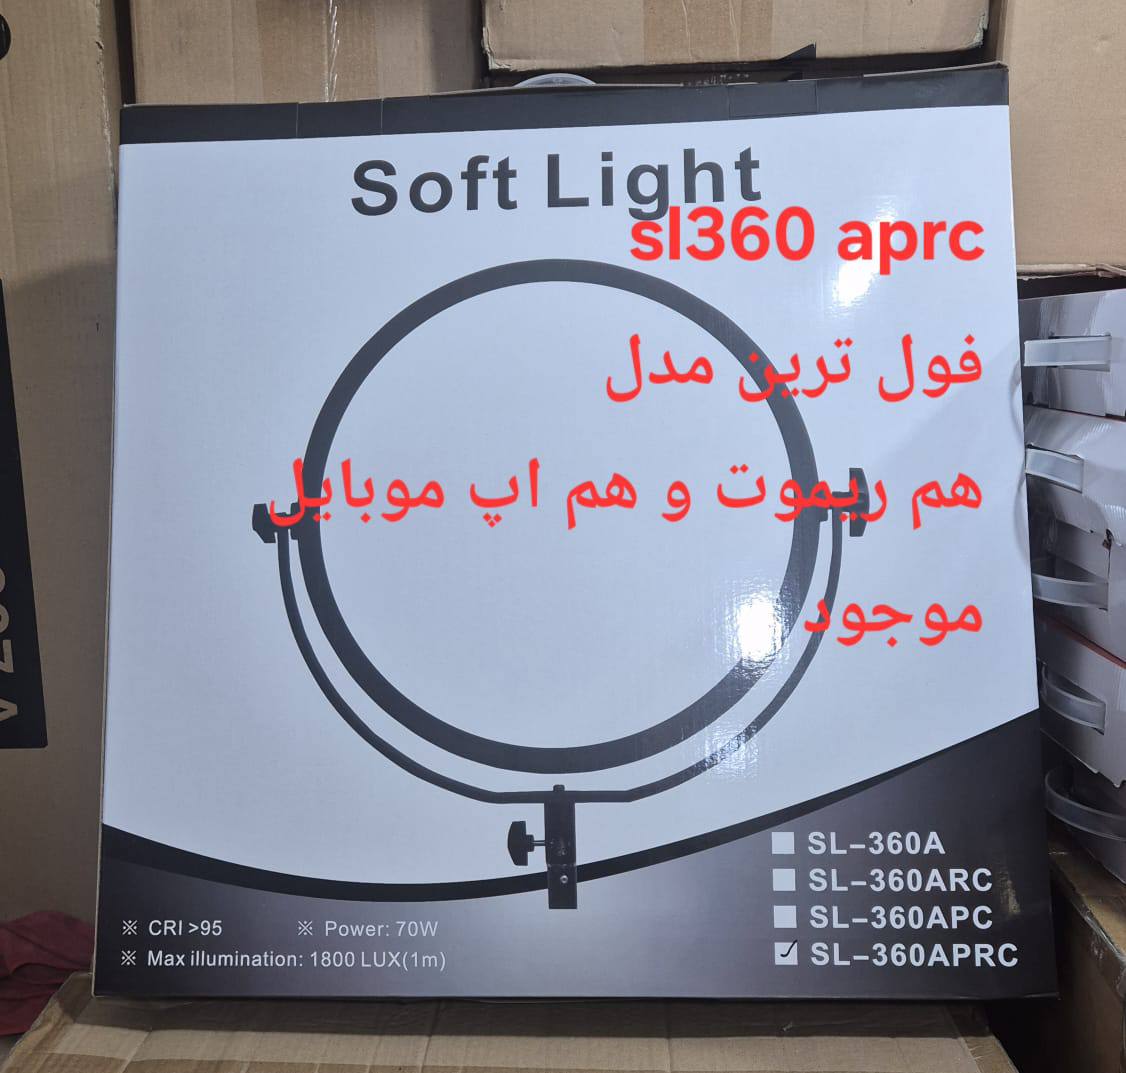 Soft Light
sl360 aprc
فول ترین مدل
هم ریموت و هم اپ موبایل
موجود
SL-360A
SL-360ARC
SL-360APC
SL-360APRC
※ CRI >95 ※ Power: 70W
※ Max illumination: 1800 LUX(1m)